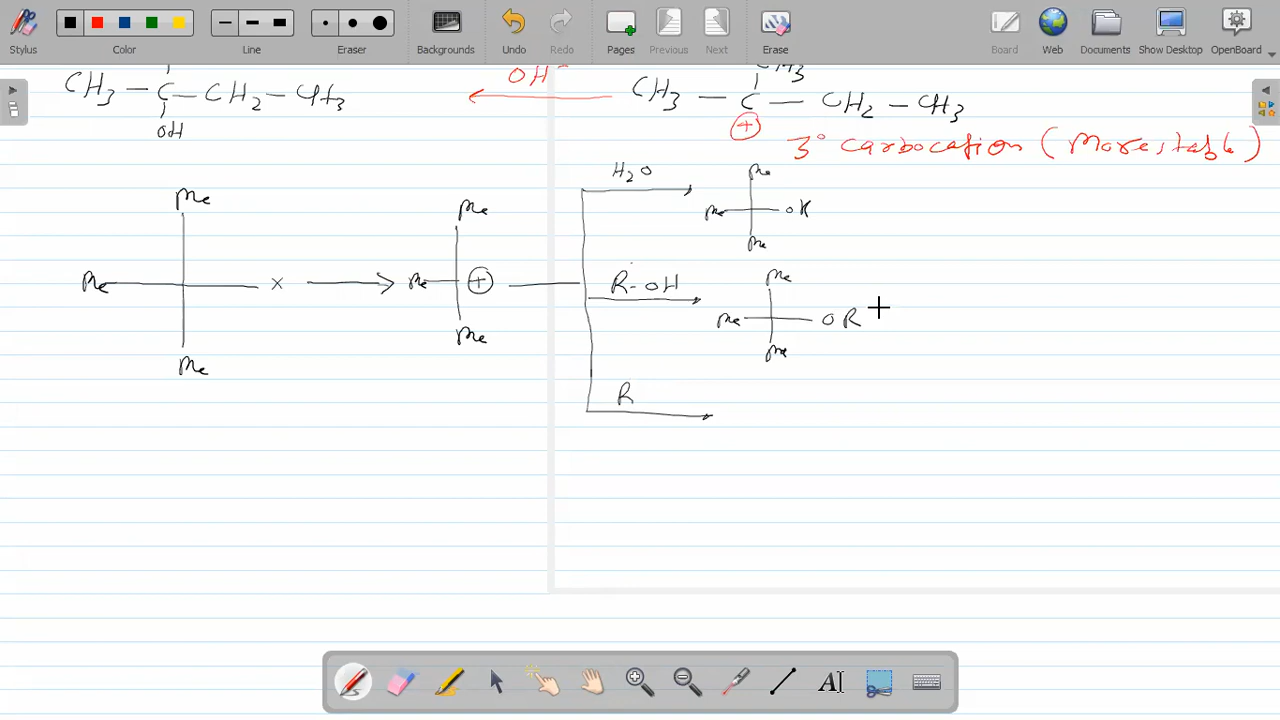 Stylus
Color
Line
Eraser
Backgrounds
Undo
Redo
Pages
Previous
Next
Erase
Board
Web
Documents
Show Desktop
OpenBoard
CH3
CH3 — C — CH2 — CH3
OH
OH-
CH3 — C — CH2 — CH3
+
3° carbocation (More stable)
Me
Me
x
Me
Me
Me
+
Me
H2O
Me
Me
OH
Me
R-OH
Me
Me
OR
Me
R